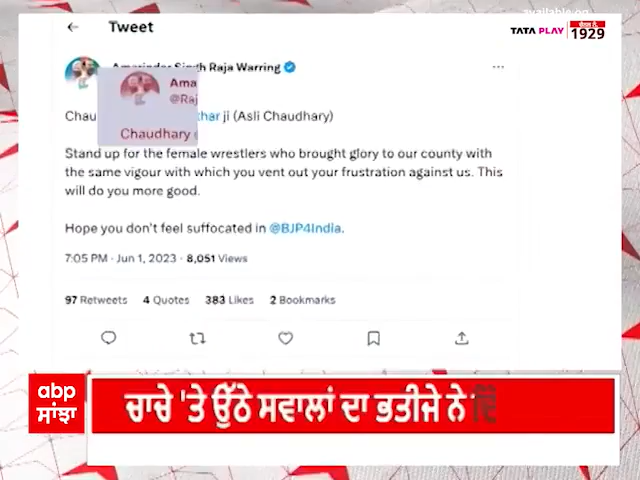 Tweet
TATA PLAY
1929
Singh Raja Warring
Ama
@Raj
Chau
thar ji (Asli Chaudhary)
Chaudhary
Stand up for the female wrestlers who brought glory to our county with
the same vigour with which you vent out your frustration against us. This
will do you more good.
Hope you don't feel suffocated in @BJP4India.
7:05 PM · Jun 1, 2023 · 8,051 Views
97 Retweets 4 Quotes 383 Likes 2 Bookmarks
abp
ਸਾਂਝਾ
ਚਾਚੇ 'ਤੇ ਉੱਠੇ ਸਵਾਲਾਂ ਦਾ ਭਤੀਜੇ ਨੇ